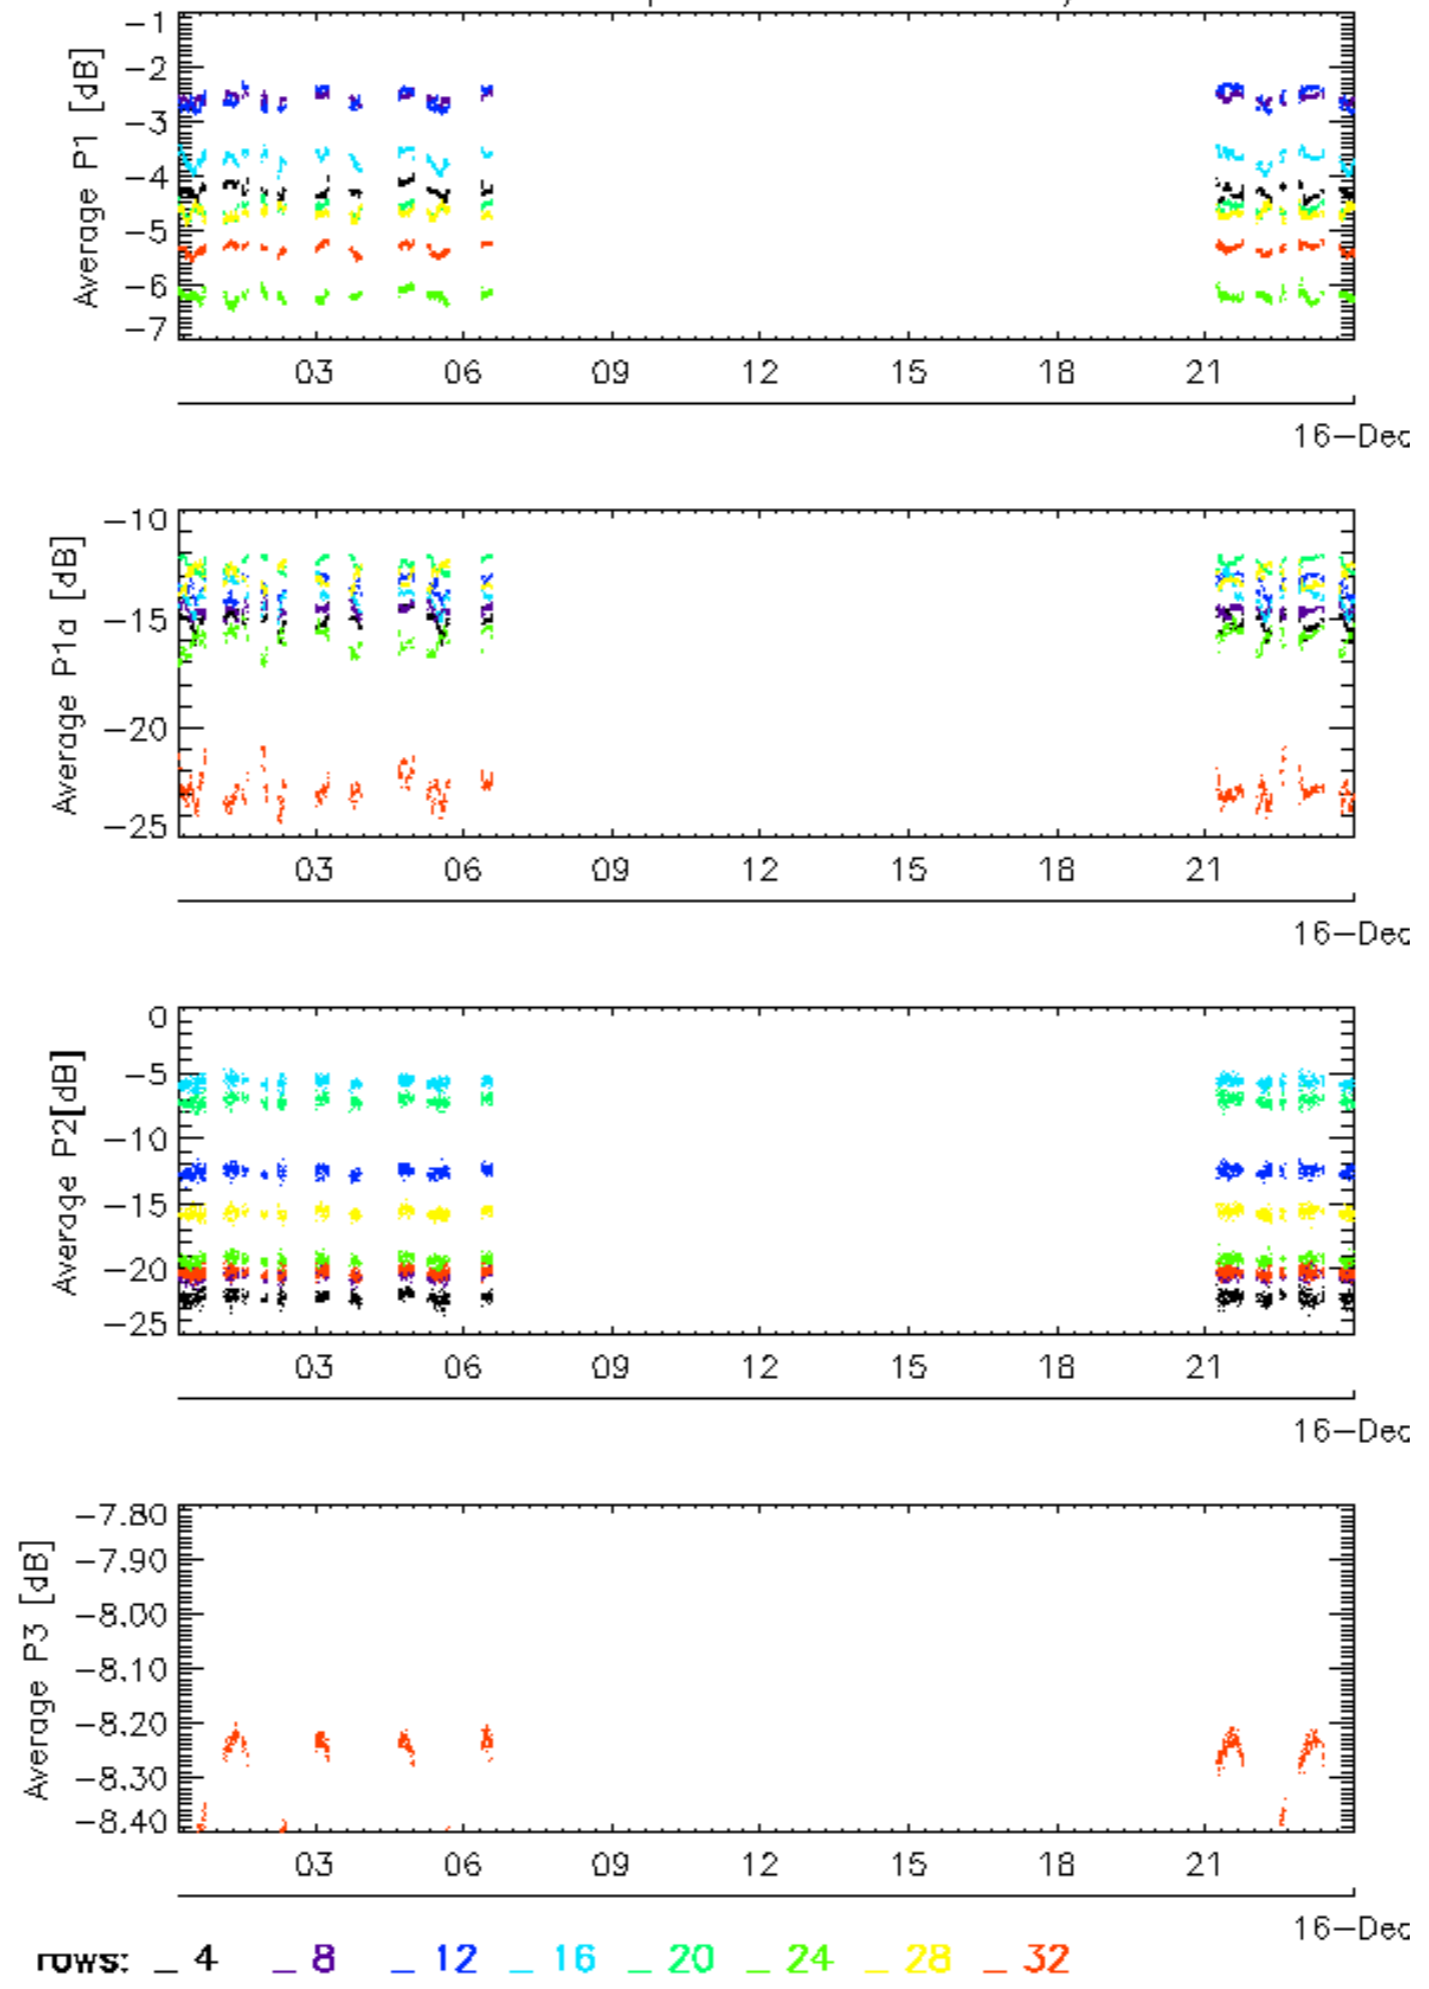 Average P1 [dB]
-1
-2
-3
-4
-5
-6
-7
03 06 09 12 15 18 21
16-Dec
Average P1a [dB]
-10
-15
-20
-25
03 06 09 12 15 18 21
16-Dec
Average P2[dB]
0
-5
-10
-15
-20
-25
03 06 09 12 15 18 21
16-Dec
Average P3 [dB]
-7.80
-7.90
-8.00
-8.10
-8.20
-8.30
-8.40
03 06 09 12 15 18 21
16-Dec
rows: _ 4 _ 8 _ 12 _ 16 _ 20 _ 24 _ 28 _ 32